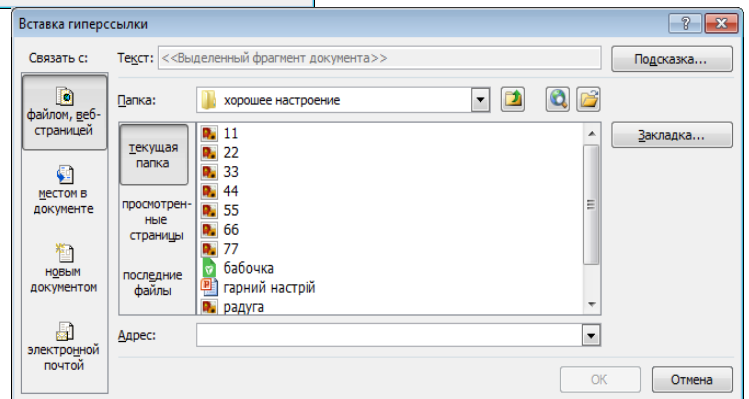 Вставка гиперссылки
Связать с:
Текст: <<Выделенный фрагмент документа>>
Подсказка...
файлом, веб-
страницей
Папка:
хорошее настроение
Закладка...
местом в
документе
новым
документом
электронной
почтой
текущая
папка
просмотрен-
ные
страницы
последние
файлы
11
22
33
44
55
66
77
бабочка
гарний настрій
радуга
Адрес:
ОК
Отмена